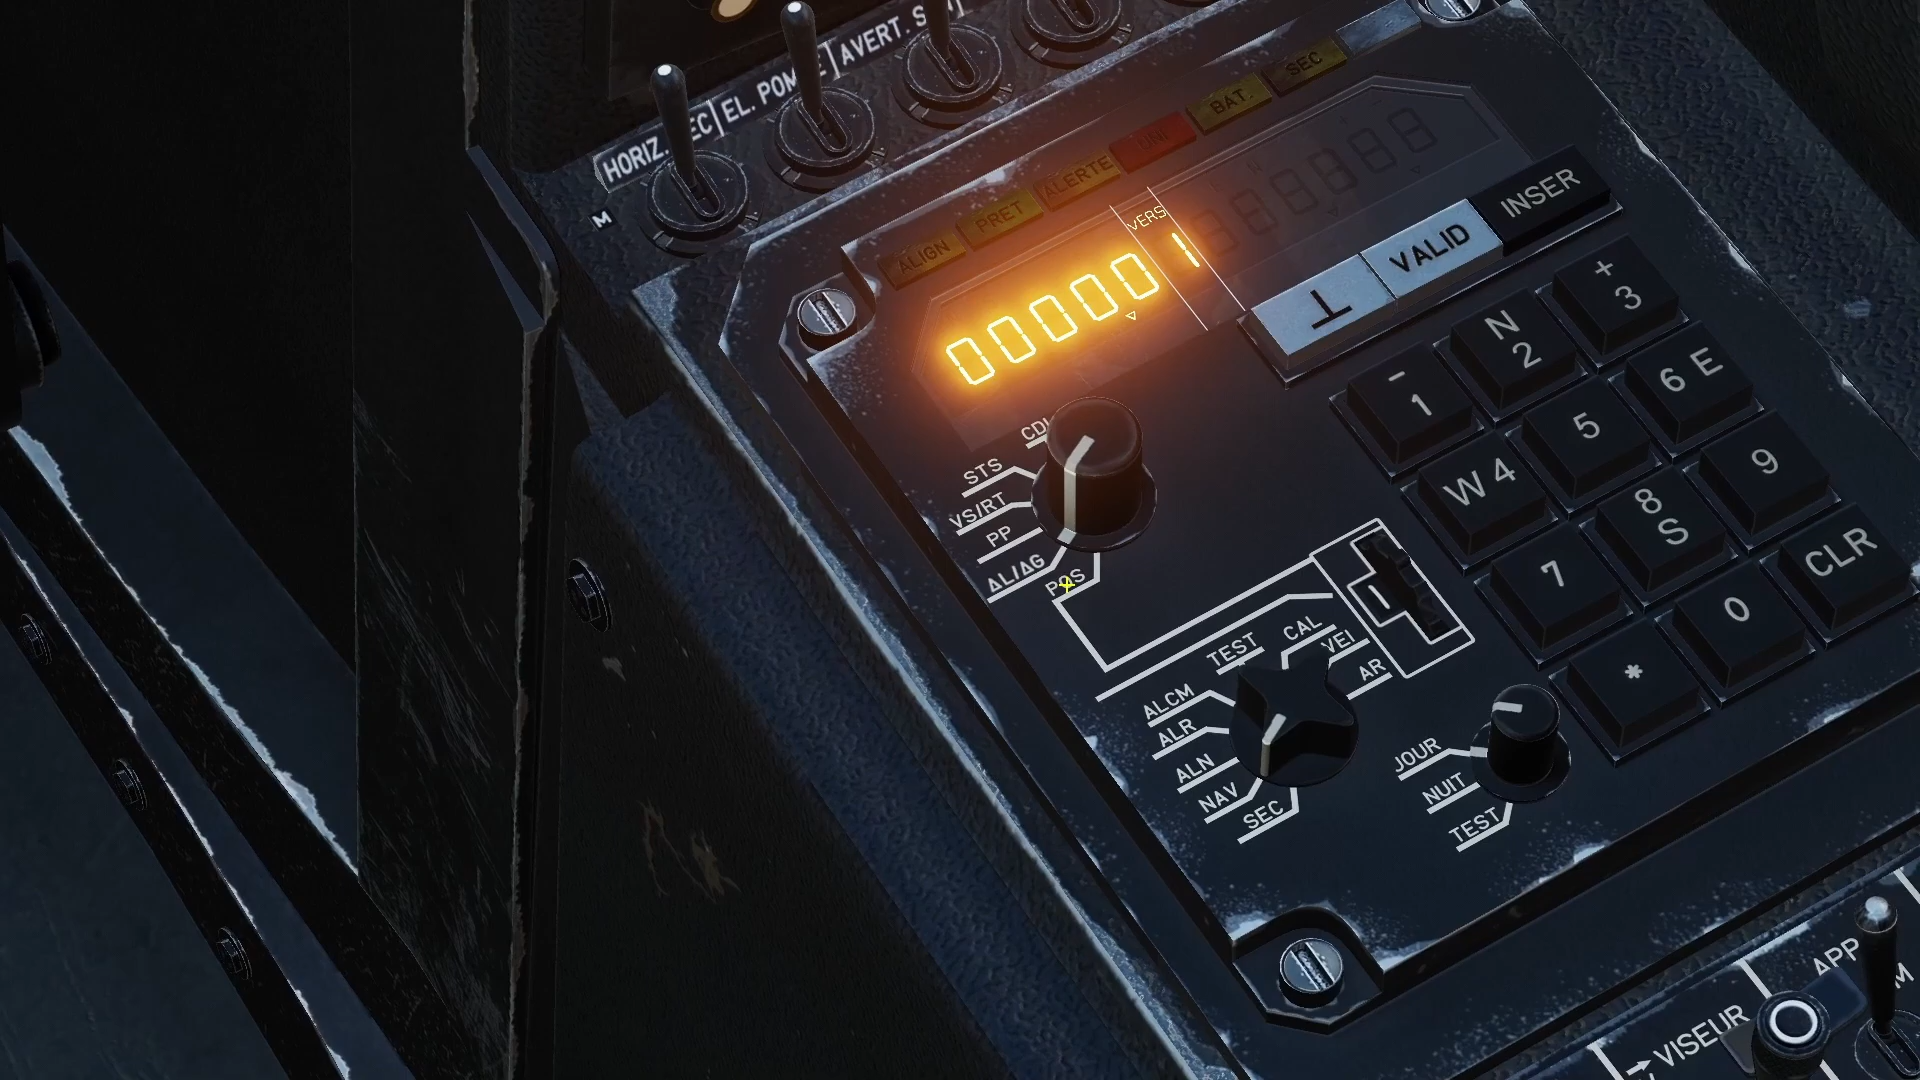 HORIZ.
EL. POM
AVERT. S
M
ALIGN
PRET
ALERTE
UNI
BAT.
SEC
VERS
E N
000001
⊥
VALID
INSER
CDI
STS
VS/RT
PP
ΔL/ΔG
POS
- 1
N 2
+ 3
W 4
5
6 E
7
8 S
9
*
0
CLR
TEST
CAL
VEI
AR
ALCM
ALR
ALN
NAV
SEC
JOUR
NUIT
TEST
APP
VISEUR
M